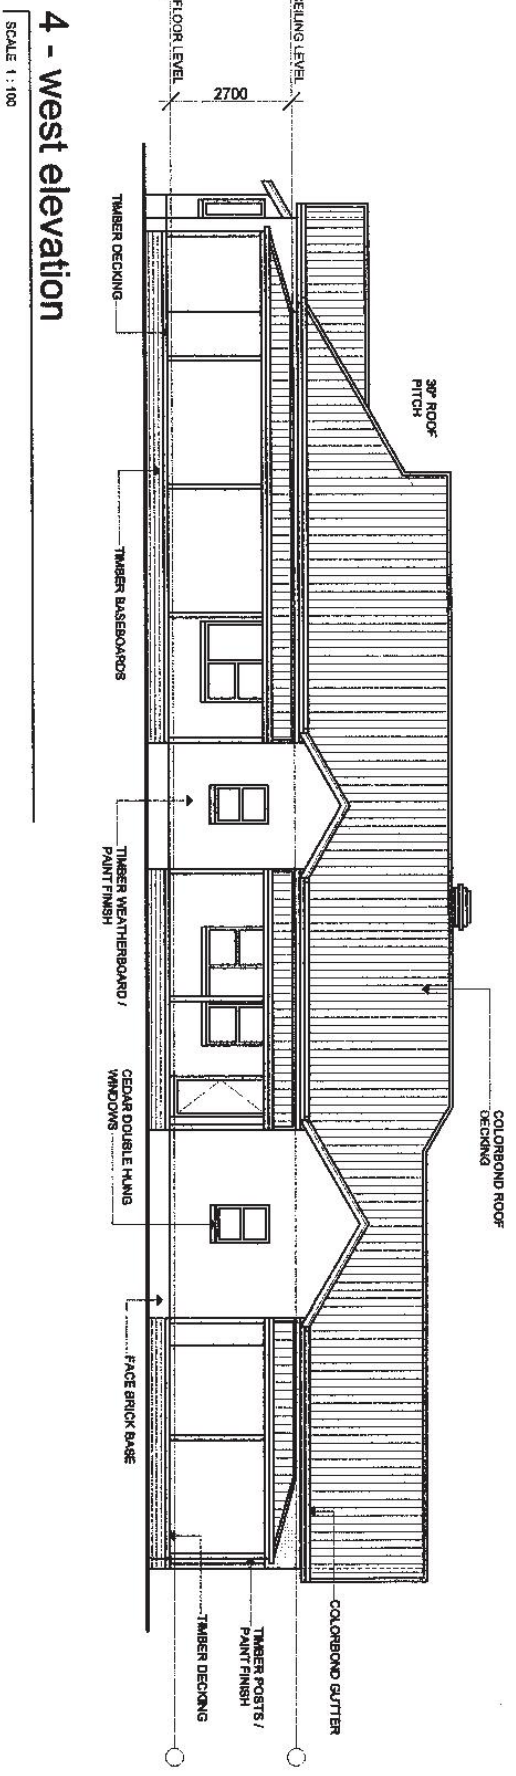 4 - west elevation
SCALE 1 : 100
CEILING LEVEL
FLOOR LEVEL
2700
30° ROOF
PITCH
TIMBER DECKING
TIMBER BASEBOARDS
TIMBER WEATHERBOARD /
PAINT FINISH
CEDAR DOUBLE HUNG
WINDOWS
FACE BRICK BASE
COLORBOND ROOF
DECKING
COLORBOND GUTTER
TIMBER POSTS /
PAINT FINISH
TIMBER DECKING